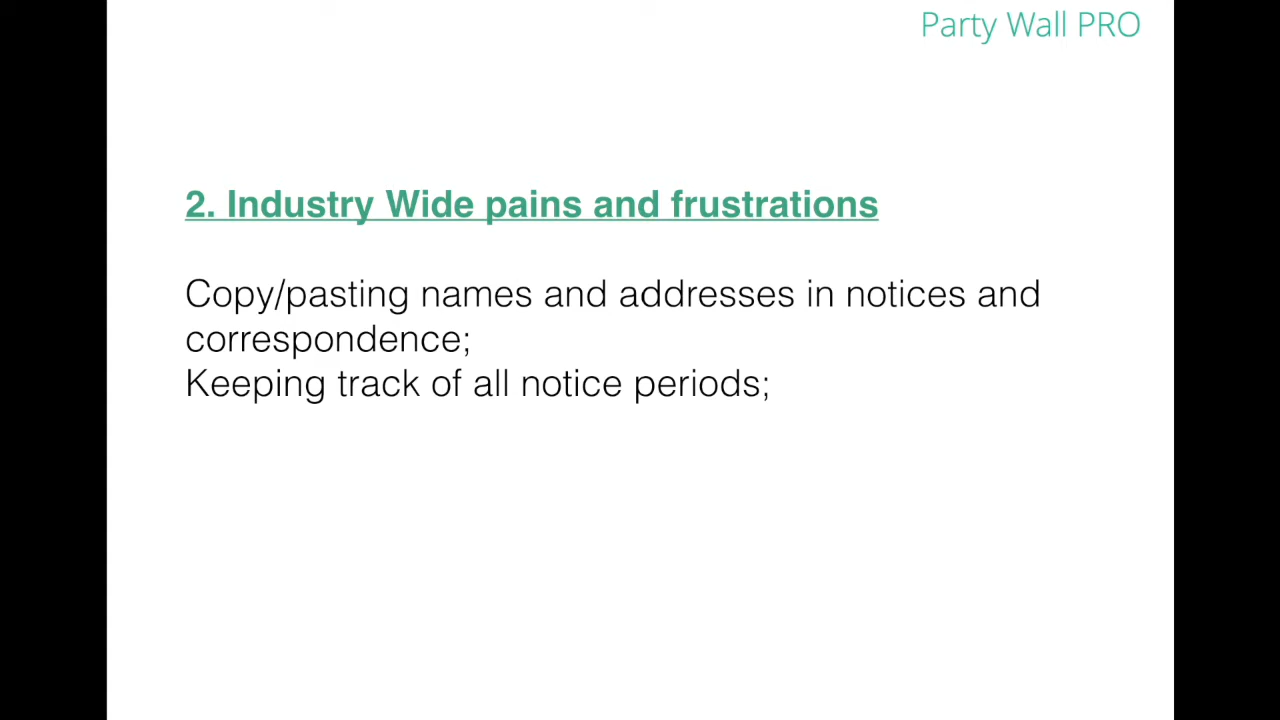 Party Wall PRO
2. Industry Wide pains and frustrations
Copy/pasting names and addresses in notices and
correspondence;
Keeping track of all notice periods;